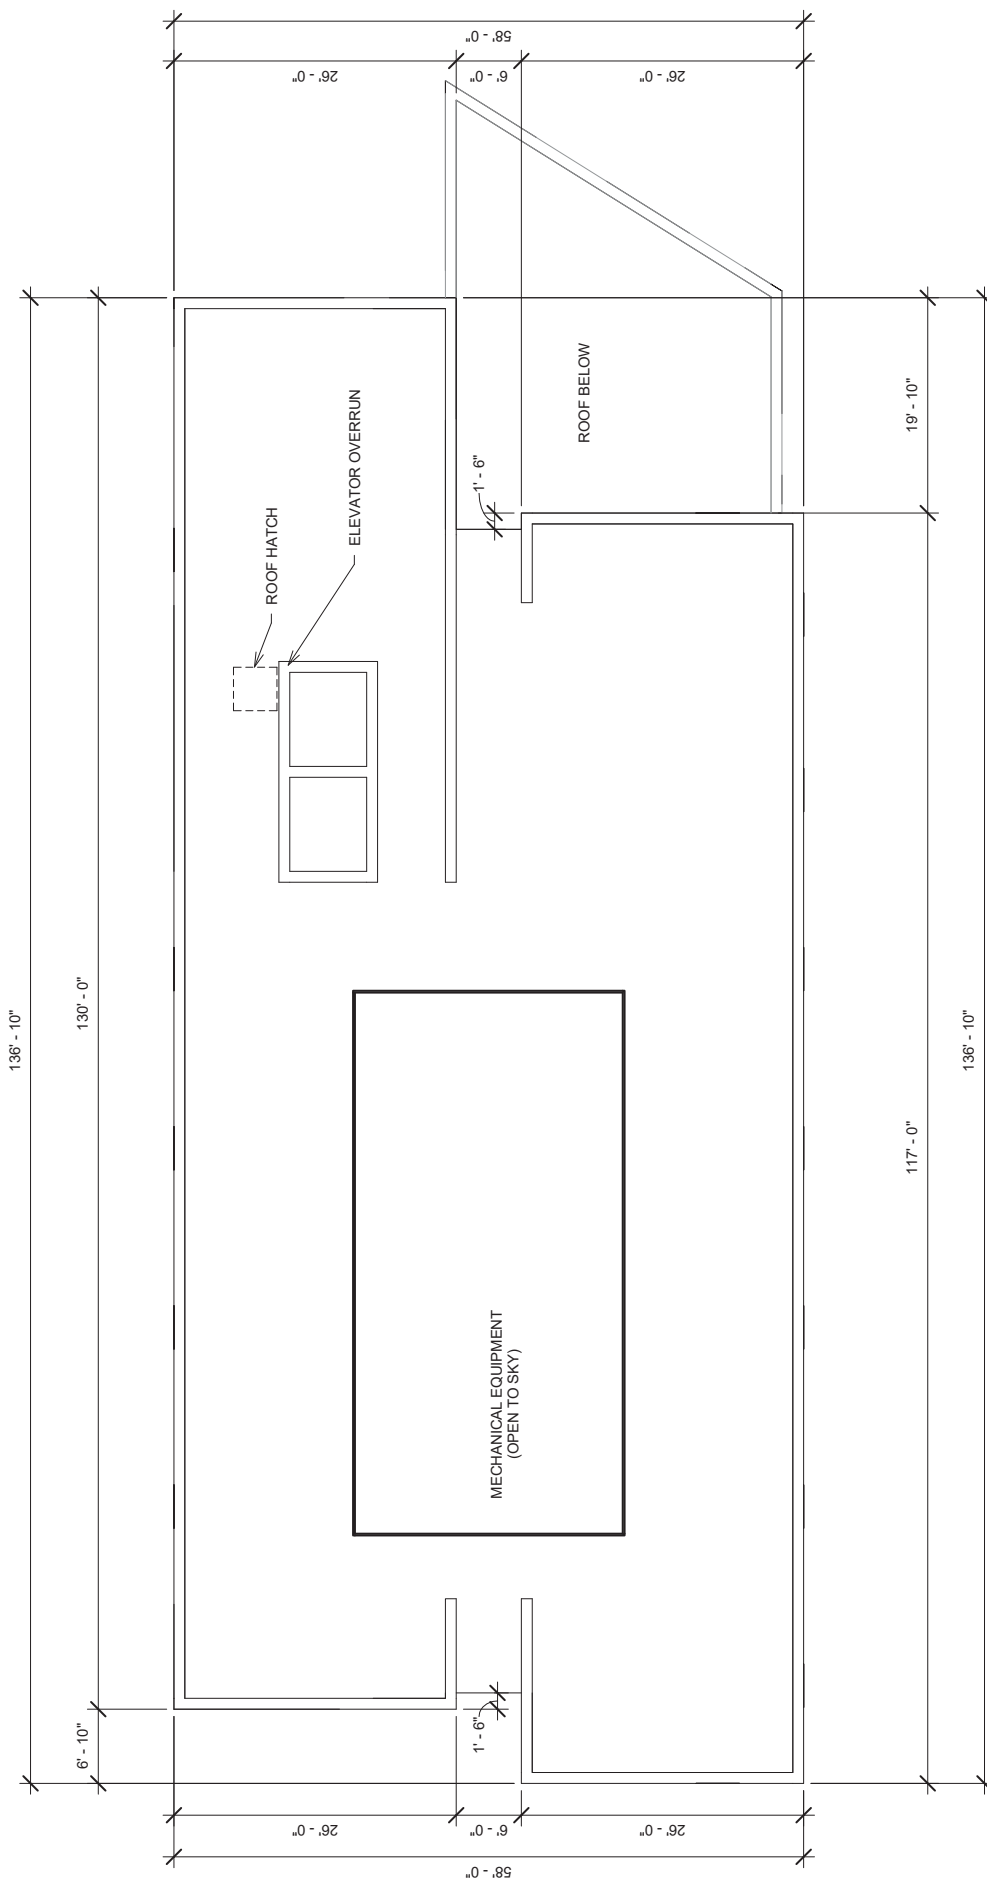 58' - 0"
26' - 0"
6' - 0"
26' - 0"
136' - 10"
130' - 0"
6' - 10"
ROOF HATCH
ELEVATOR OVERRUN
1' - 6"
ROOF BELOW
19' - 10"
117' - 0"
136' - 10"
MECHANICAL EQUIPMENT
(OPEN TO SKY)
1' - 6"
26' - 0"
6' - 0"
26' - 0"
58' - 0"